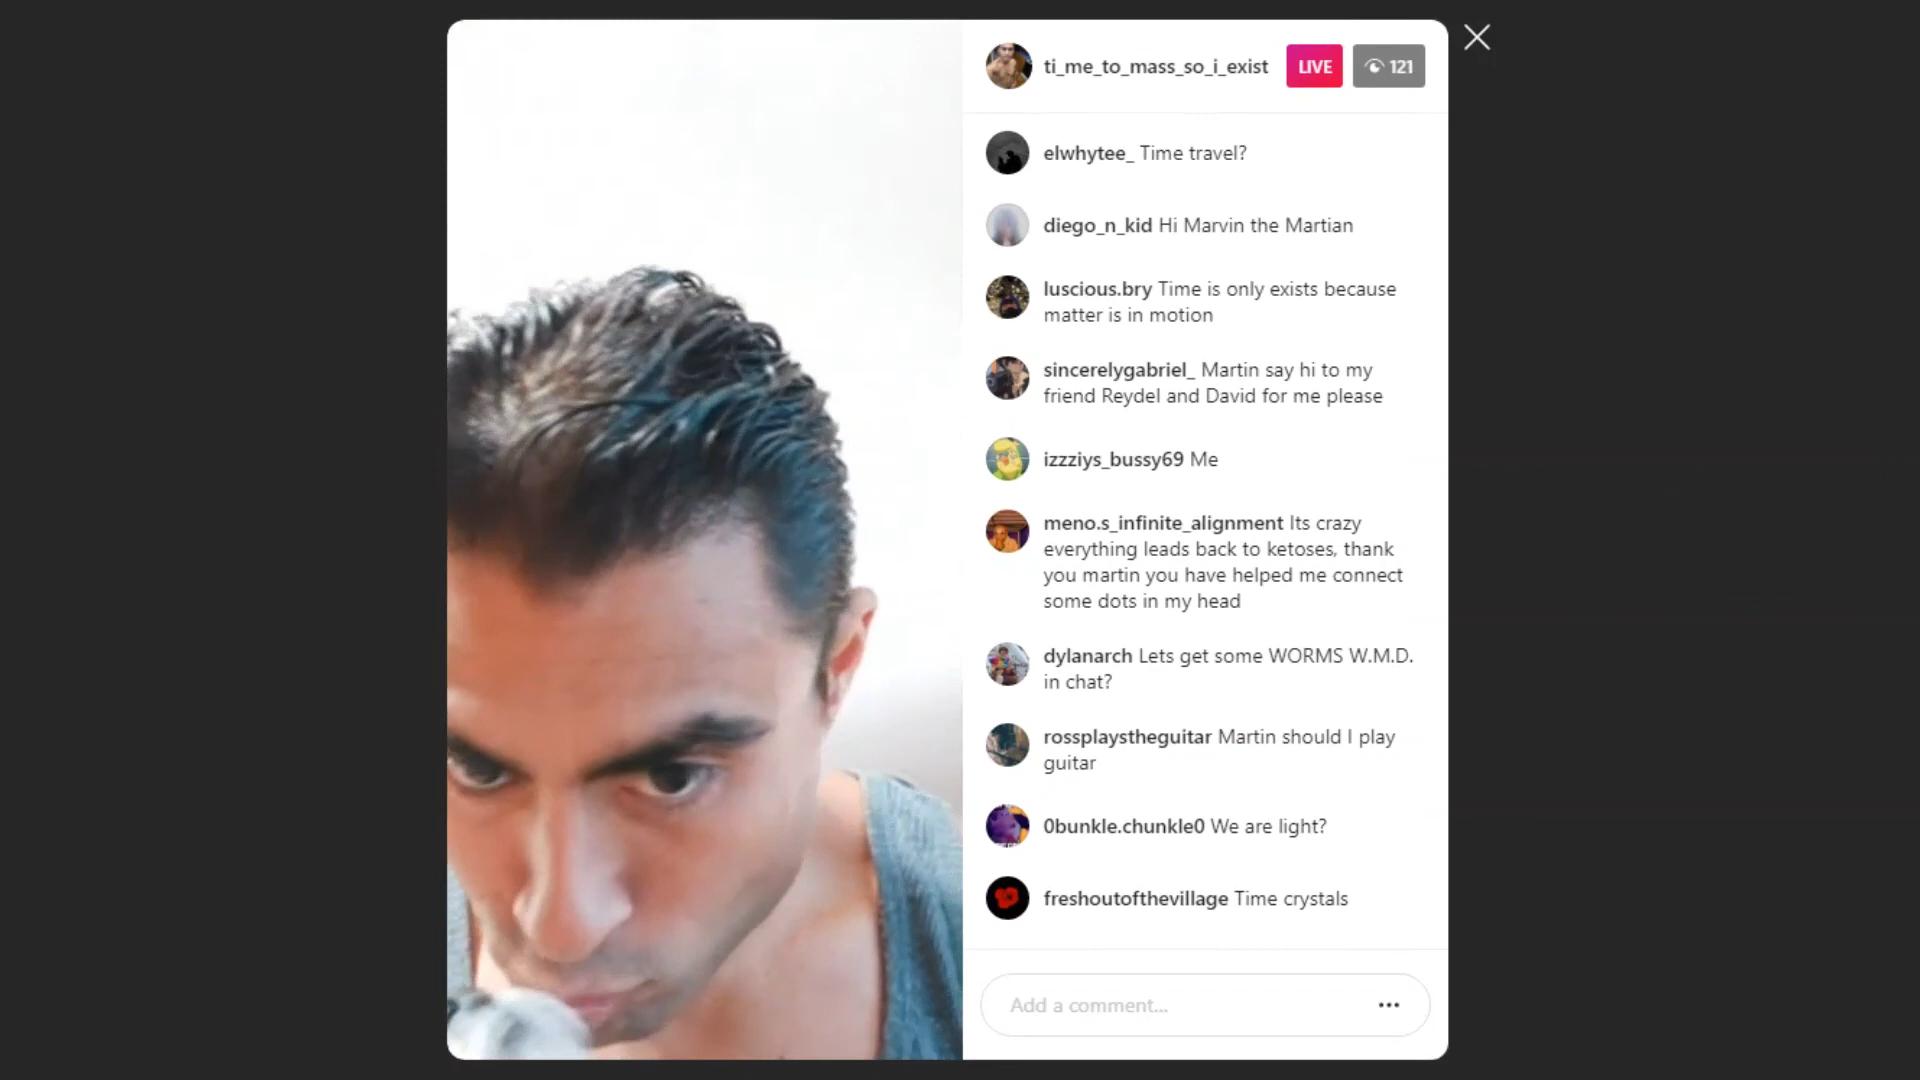 ti_me_to_mass_so_i_exist LIVE 121
elwhytee_ Time travel?
diego_n_kid Hi Marvin the Martian
luscious.bry Time is only exists because
matter is in motion
sincerelygabriel_ Martin say hi to my
friend Reydel and David for me please
izzziys_bussy69 Me
meno.s_infinite_alignment Its crazy
everything leads back to ketoses, thank
you martin you have helped me connect
some dots in my head
dylanarch Lets get some WORMS W.M.D.
in chat?
rossplaystheguitar Martin should I play
guitar
0bunkle.chunkle0 We are light?
freshoutofthevillage Time crystals
Add a comment...